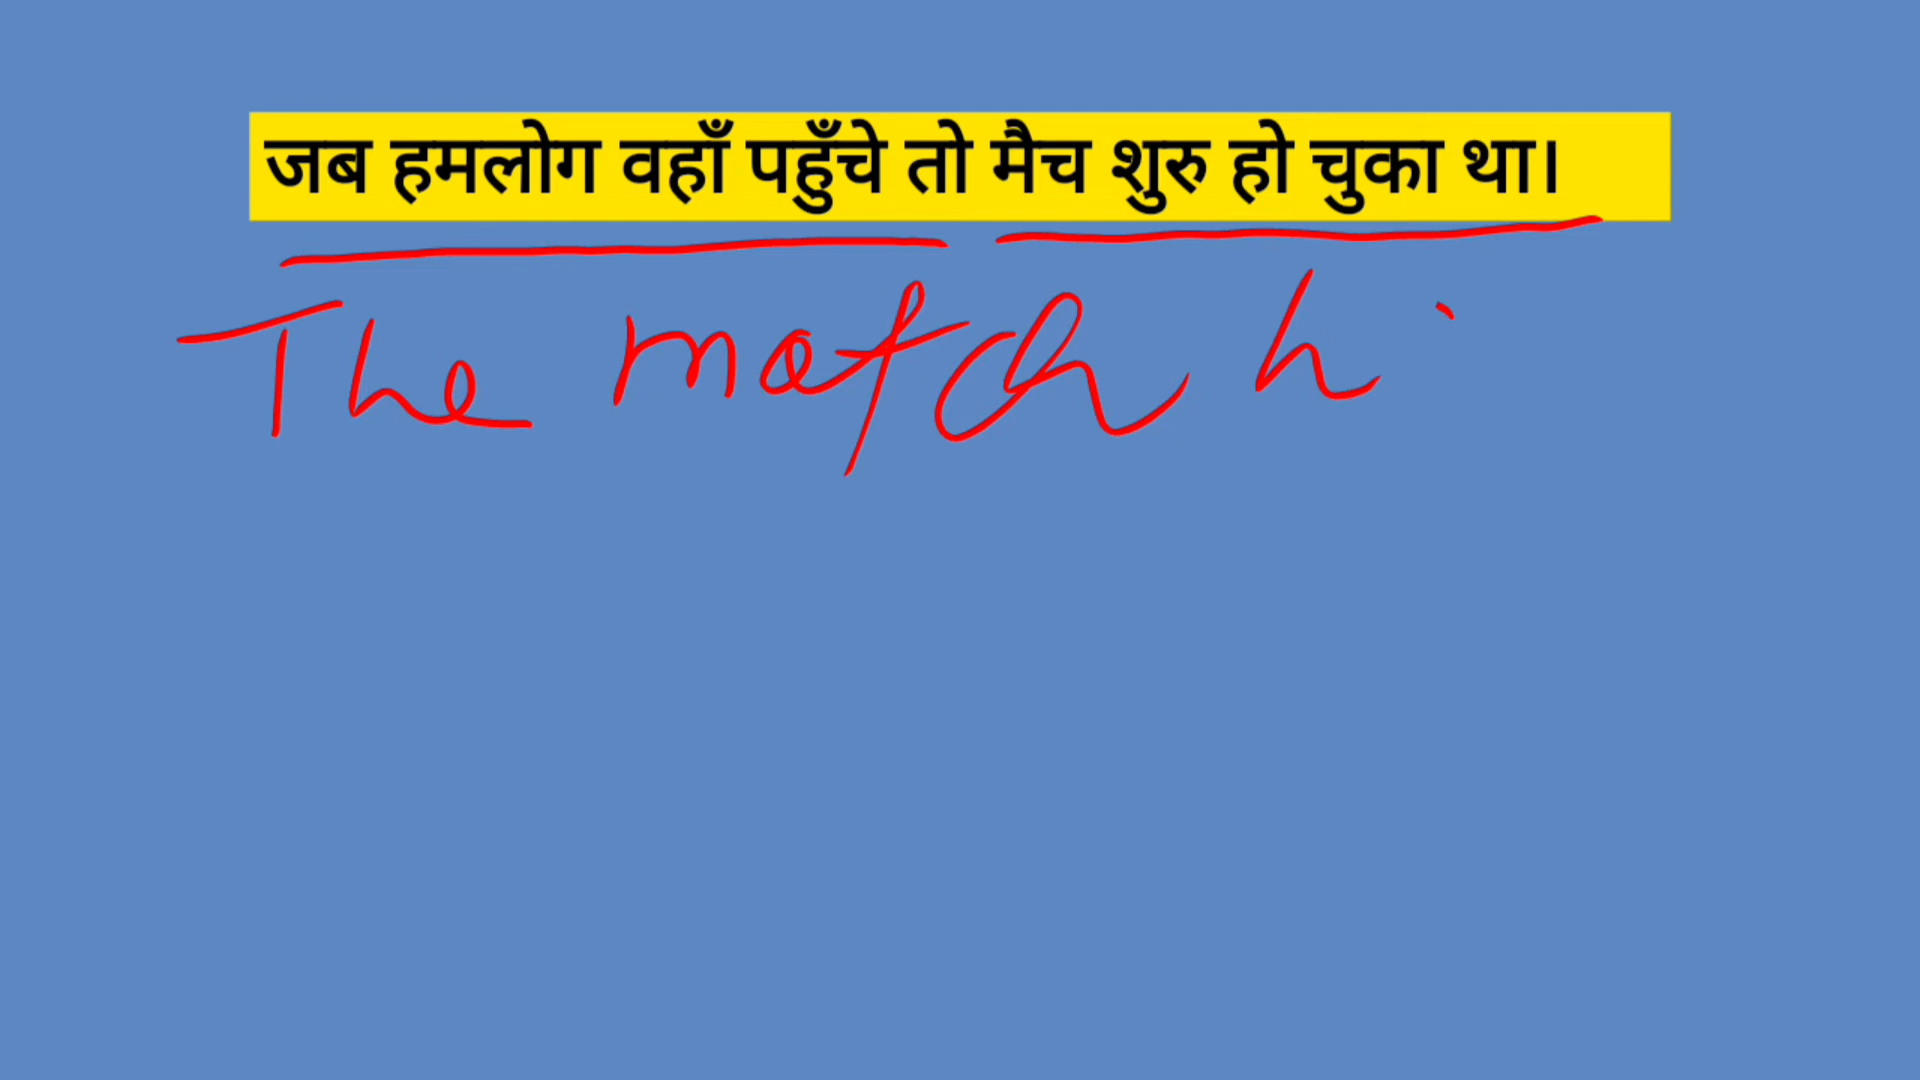 जब हमलोग वहाँ पहुँचे तो मैच शुरु हो चुका था।
The match h